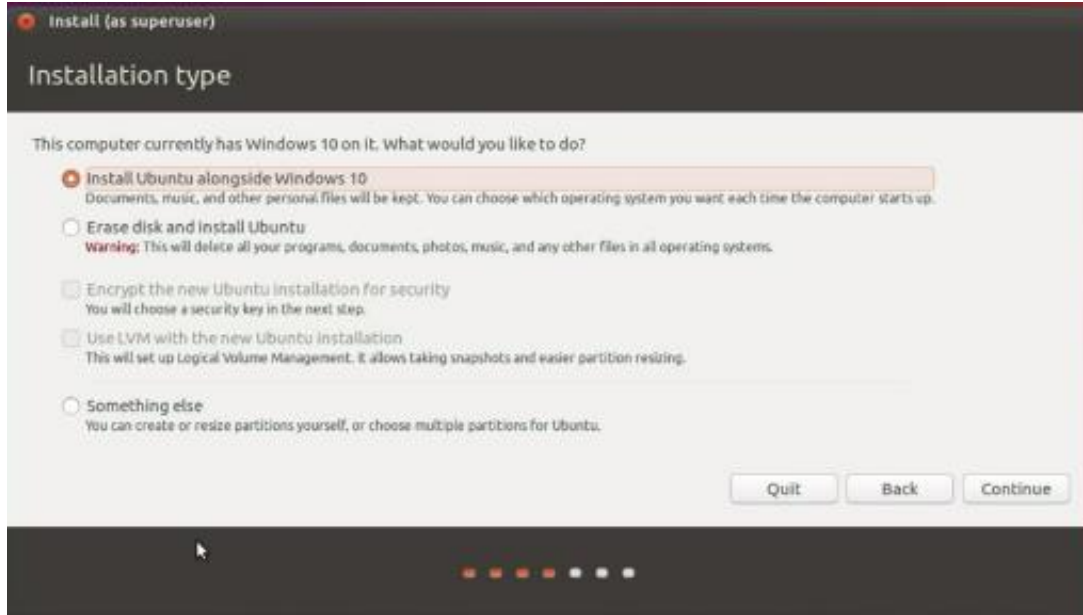 Install (as superuser)
Installation type
This computer currently has Windows 10 on it. What would you like to do?
Install Ubuntu alongside Windows 10
Documents, music, and other personal files will be kept. You can choose which operating system you want each time the computer starts up.
Erase disk and install Ubuntu
Warning: This will delete all your programs, documents, photos, music, and any other files in all operating systems.
Encrypt the new Ubuntu installation for security
You will choose a security key in the next step.
Use LVM with the new Ubuntu installation
This will set up Logical Volume Management. It allows taking snapshots and easier partition resizing.
Something else
You can create or resize partitions yourself, or choose multiple partitions for Ubuntu.
Quit Back Continue